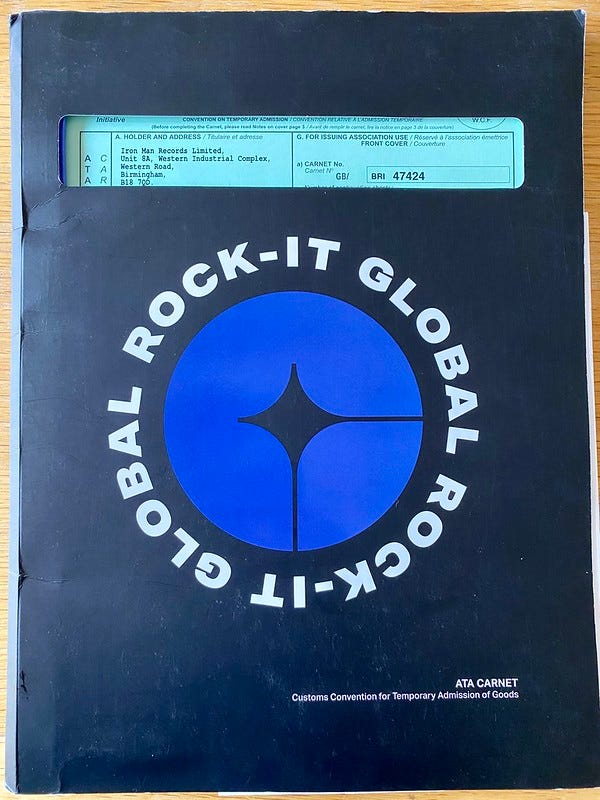 Initiative
CONVENTION ON TEMPORARY ADMISSION / CONVENTION RELATIVE À L'ADMISSION TEMPORAIRE
W.C.F.
(Before completing the Carnet, please read Notes on cover page 3 / Avant de remplir le carnet, lire la notice en page 3 de la couverture)
A. HOLDER AND ADDRESS / Titulaire et adresse
G. FOR ISSUING ASSOCIATION USE / Réservé à l'association émettrice
FRONT COVER / Couverture
Iron Man Records Limited,
Unit 8A, Western Industrial Complex,
Western Road,
Birmingham,
B18 7QD.
A C
T A
A R
a) CARNET No.
Carnet N°
GB/ BRI 47424
ROCK-IT GLOBAL ROCK-IT GLOBAL
ATA CARNET
Customs Convention for Temporary Admission of Goods